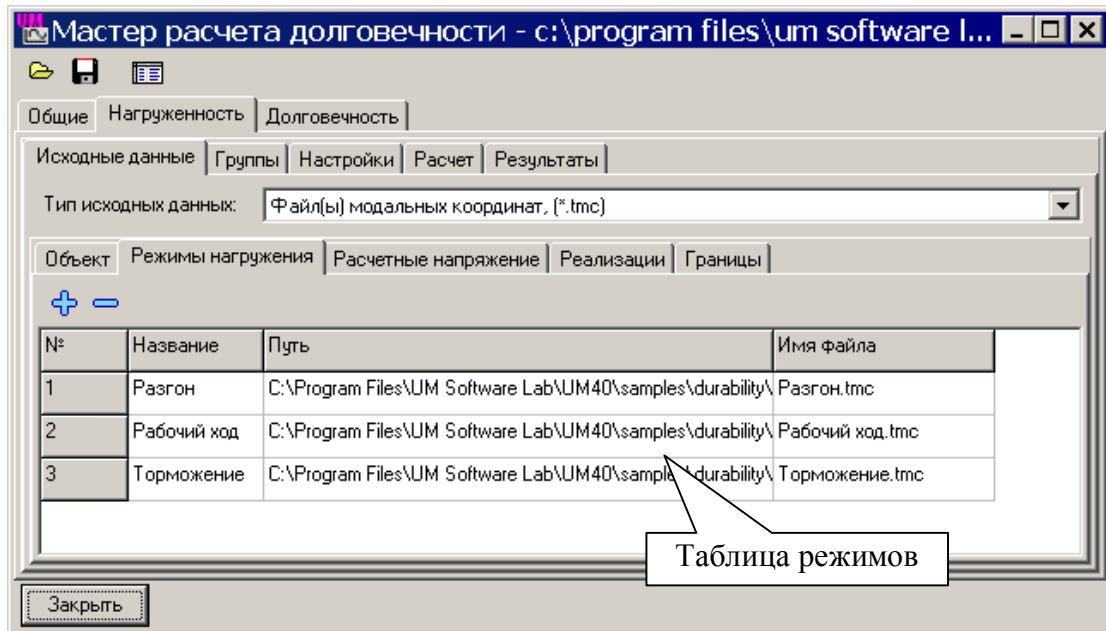 Мастер расчета долговечности - c:\program files\um software l...
Общие Нагруженность Долговечность
Исходные данные Группы Настройки Расчет Результаты
Тип исходных данных: Файл(ы) модальных координат, (*.tmc)
Объект Режимы нагружения Расчетные напряжение Реализации Границы
№ Название Путь Имя файла
1 Разгон C:\Program Files\UM Software Lab\UM40\samples\durability\ Разгон.tmc
2 Рабочий ход C:\Program Files\UM Software Lab\UM40\samples\durability\ Рабочий ход.tmc
3 Торможение C:\Program Files\UM Software Lab\UM40\samples\durability\ Торможение.tmc
Таблица режимов
Закрыть